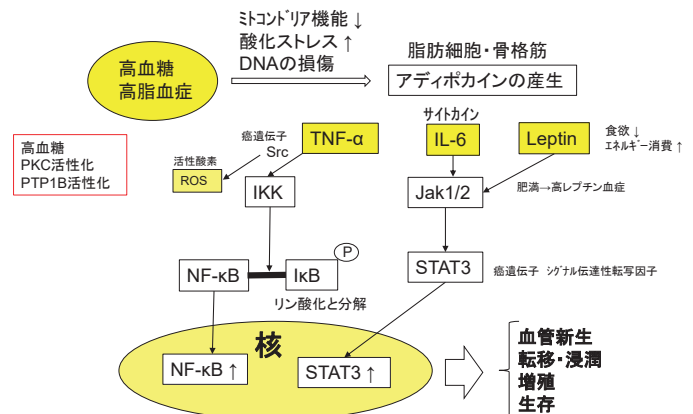 ミトコンドリア機能↓
酸化ストレス↑
DNAの損傷
高血糖
高脂血症
脂肪細胞・骨格筋
アディポカインの産生
サイトカイン
高血糖
PKC活性化
PTP1B活性化
活性酸素
ROS
癌遺伝子
Src
TNF-α
IL-6
Leptin
食欲↓
エネルギー消費↑
IKK
Jak1/2
肥満→高レプチン血症
P
NF-κB
IκB
リン酸化と分解
STAT3
癌遺伝子 シグナル伝達性転写因子
核
NF-κB↑
STAT3↑
血管新生
転移・浸潤
増殖
生存